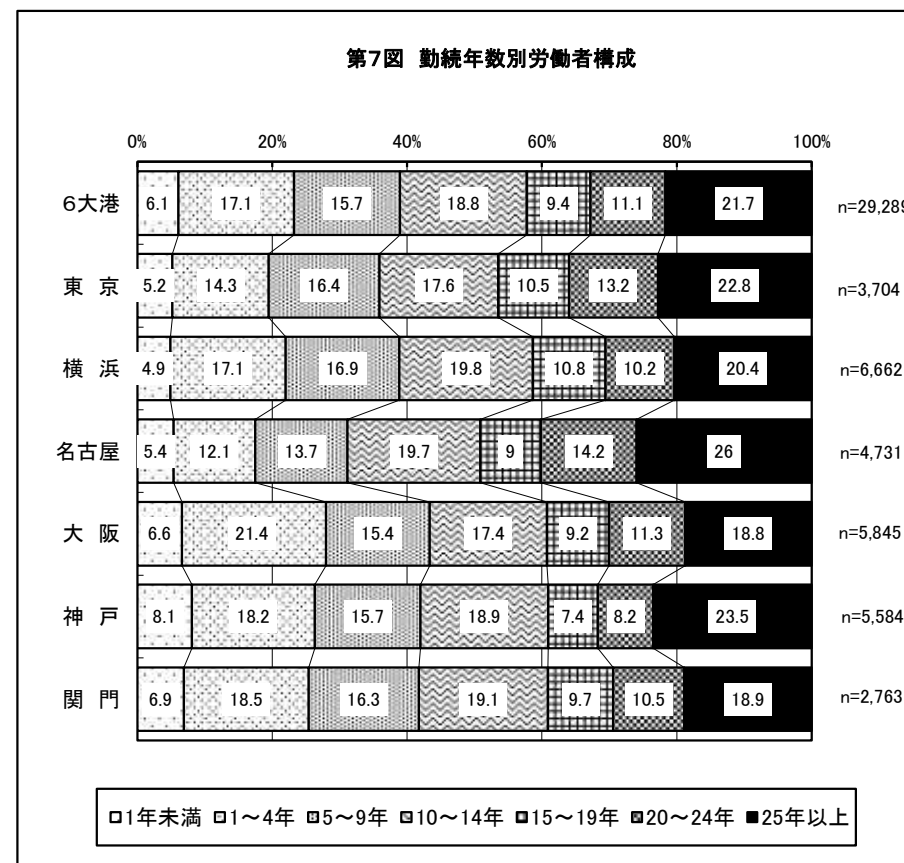 第7図 勤続年数別労働者構成
0% 20% 40% 60% 80% 100%
6大港 6.1 17.1 15.7 18.8 9.4 11.1 21.7 n=29,289
東京 5.2 14.3 16.4 17.6 10.5 13.2 22.8 n=3,704
横浜 4.9 17.1 16.9 19.8 10.8 10.2 20.4 n=6,662
名古屋 5.4 12.1 13.7 19.7 9 14.2 26 n=4,731
大阪 6.6 21.4 15.4 17.4 9.2 11.3 18.8 n=5,845
神戸 8.1 18.2 15.7 18.9 7.4 8.2 23.5 n=5,584
関門 6.9 18.5 16.3 19.1 9.7 10.5 18.9 n=2,763
1年未満 1~4年 5~9年 10~14年 15~19年 20~24年 25年以上